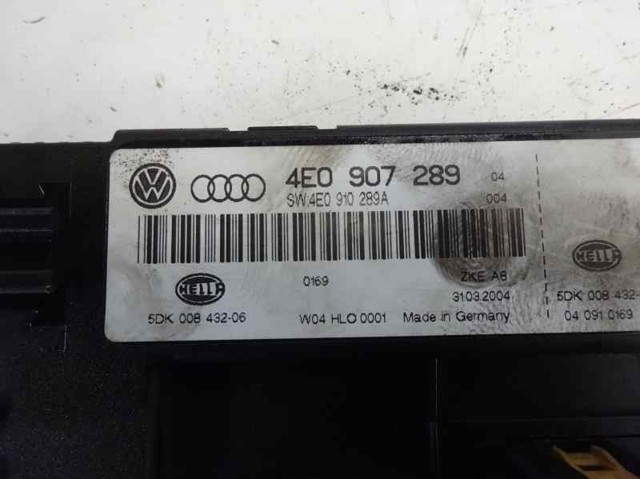 4E0 907 289 04
SW.4E0 910 289A 004
0169 ZKE A8
HELLA 31.03.2004 HELLA
5DK 008 432-06 W04 HLO 0001 Made in Germany
5DK 008 432-
04 091 0169